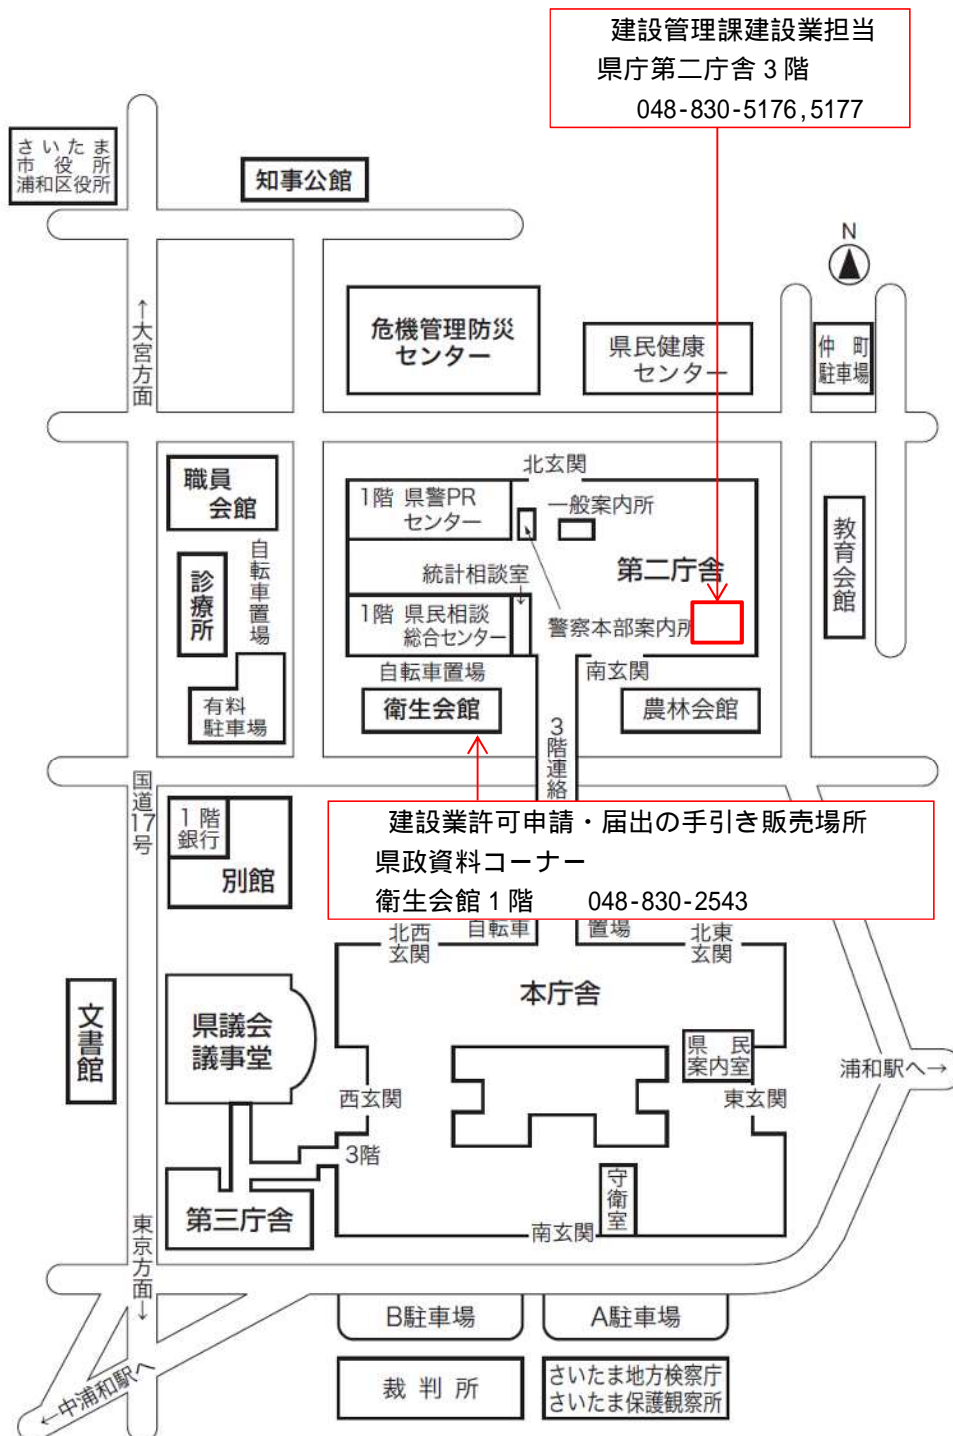 建設管理課建設業担当
県庁第二庁舎3階
048-830-5176,5177
さいたま
市役所
浦和区役所
知事公館
N
←大宮方面
危機管理防災
センター
県民健康
センター
仲町
駐車場
職員
会館
北玄関
1階 県警PR
センター
一般案内所
教育会館
自転車置場
診療所
統計相談室
第二庁舎
1階 県民相談
総合センター
警察本部案内所
自転車置場
南玄関
有料
駐車場
衛生会館
農林会館
3階連絡
国道17号
1階
銀行
別館
建設業許可申請・届出の手引き販売場所
県政資料コーナー
衛生会館1階 048-830-2543
北西
玄関
自転車
置場
北東
玄関
本庁舎
文書館
県議会
議事堂
県民
案内室
浦和駅へ→
西玄関
東玄関
3階
守衛室
第三庁舎
南玄関
東京方面→
B駐車場
A駐車場
←中浦和駅へ
裁判所
さいたま地方検察庁
さいたま保護観察所